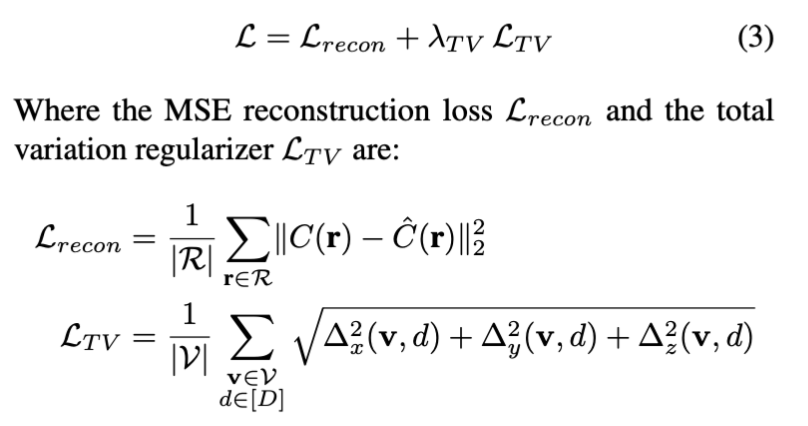 $\mathcal{L} = \mathcal{L}_{recon} + \lambda_{TV}\, \mathcal{L}_{TV}$ (3)
Where the MSE reconstruction loss $\mathcal{L}_{recon}$ and the total
variation regularizer $\mathcal{L}_{TV}$ are:
$\mathcal{L}_{recon} = \frac{1}{|\mathcal{R}|} \sum_{\mathbf{r} \in \mathcal{R}} \| C(\mathbf{r}) - \hat{C}(\mathbf{r}) \|_2^2$
$\mathcal{L}_{TV} = \frac{1}{|\mathcal{V}|} \sum_{\substack{\mathbf{v} \in \mathcal{V} \\ d \in [D]}} \sqrt{\Delta_x^2(\mathbf{v}, d) + \Delta_y^2(\mathbf{v}, d) + \Delta_z^2(\mathbf{v}, d)}$